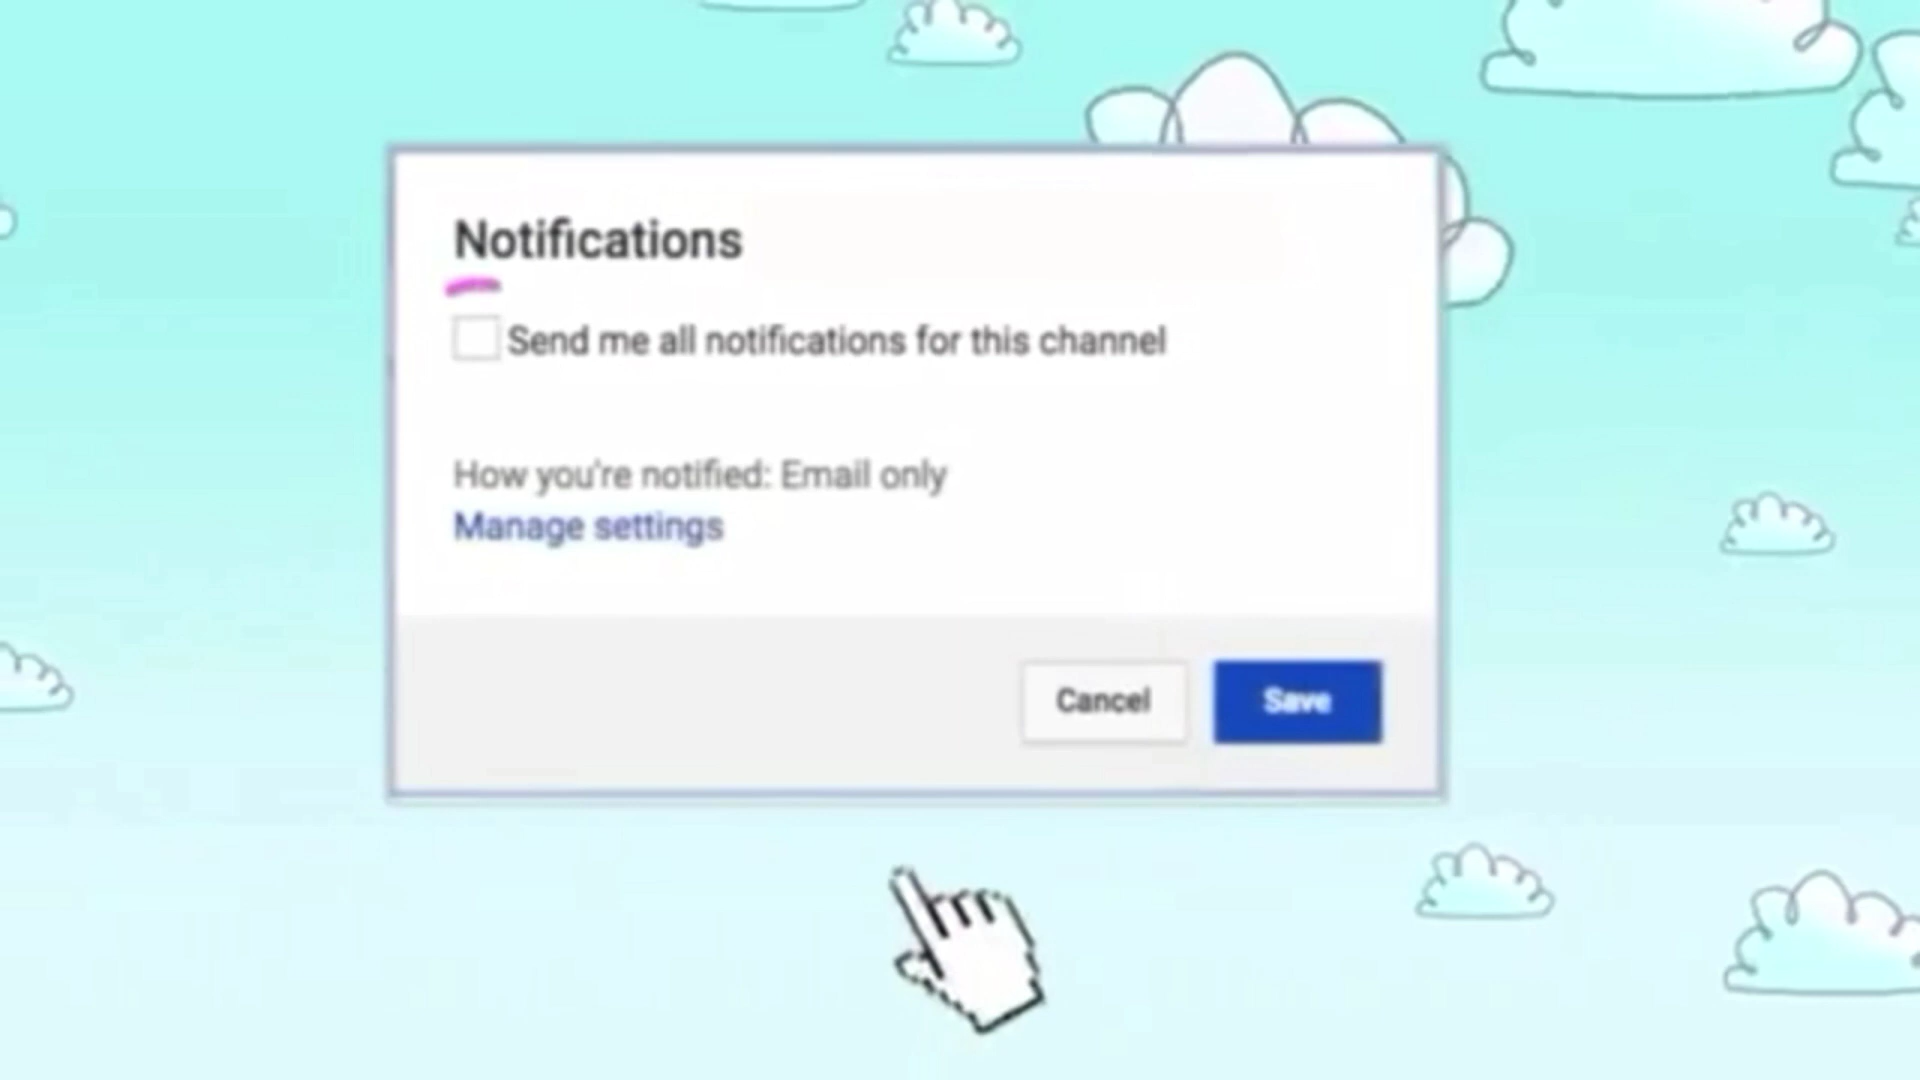 Notifications
Send me all notifications for this channel
How you're notified: Email only
Manage settings
Cancel
Save